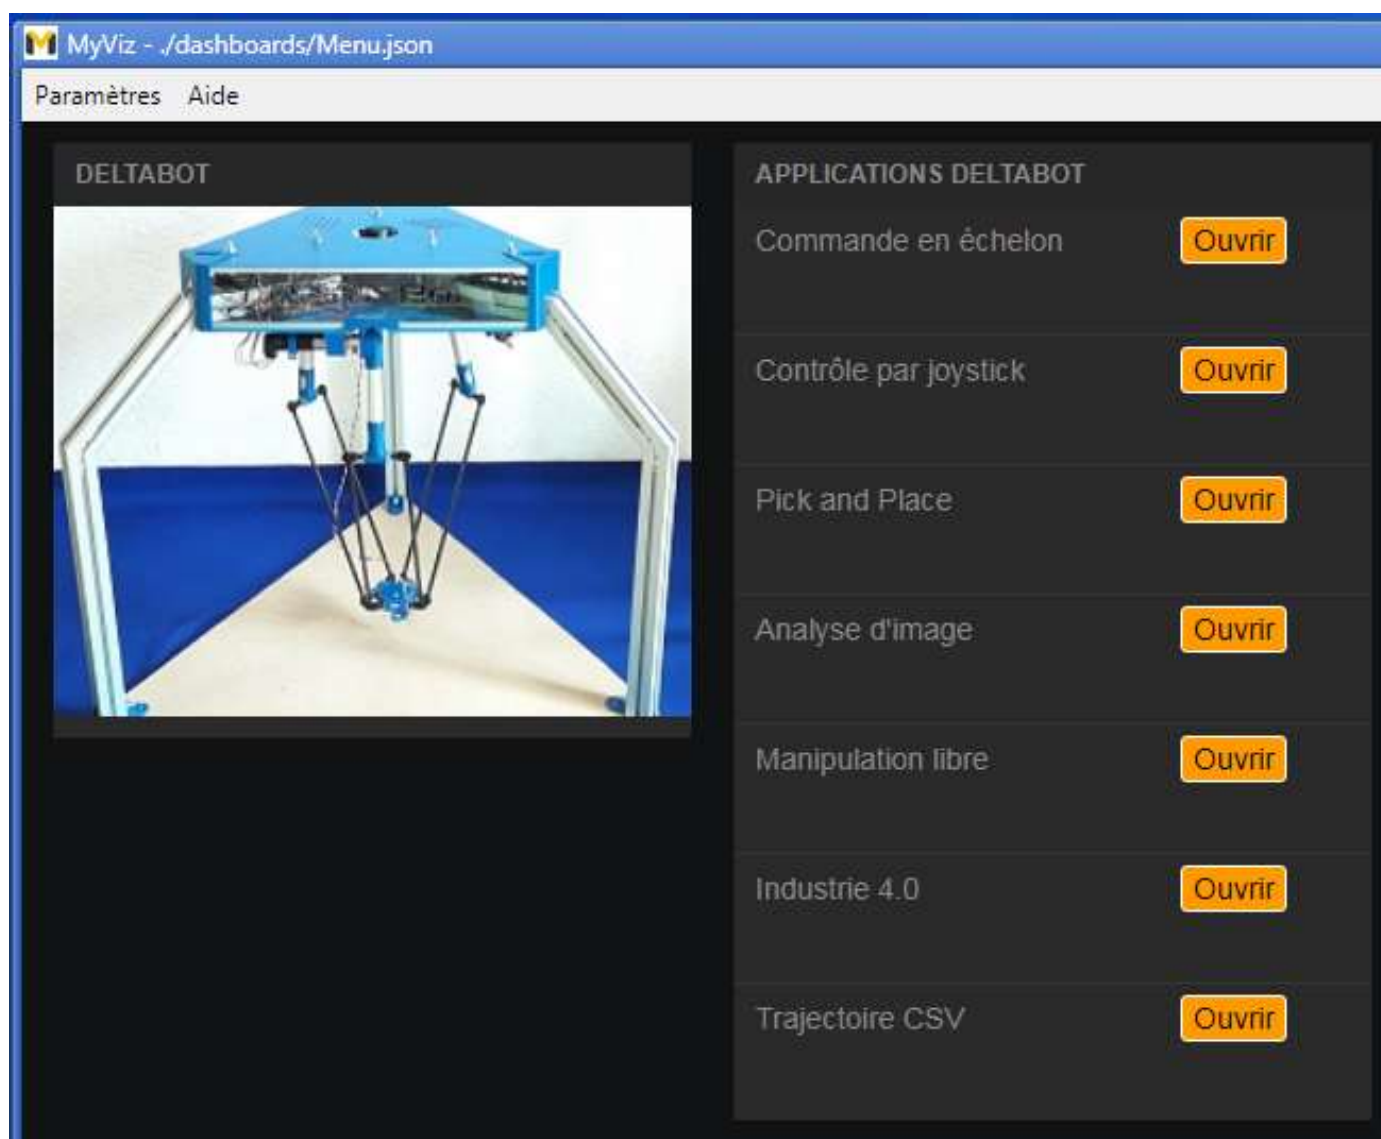 MyViz - ./dashboards/Menu.json
Paramètres Aide
DELTABOT
APPLICATIONS DELTABOT
Commande en échelon Ouvrir
Contrôle par joystick Ouvrir
Pick and Place Ouvrir
Analyse d'image Ouvrir
Manipulation libre Ouvrir
Industrie 4.0 Ouvrir
Trajectoire CSV Ouvrir